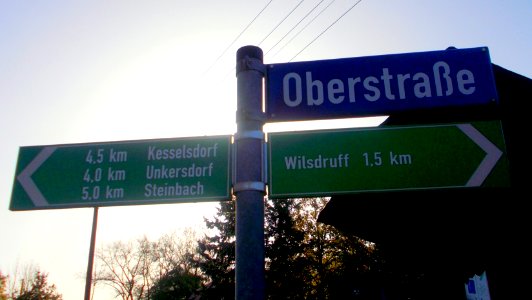 Oberstraße
4,5 km Kesselsdorf
4,0 km Unkersdorf
5,0 km Steinbach
Wilsdruff 1,5 km